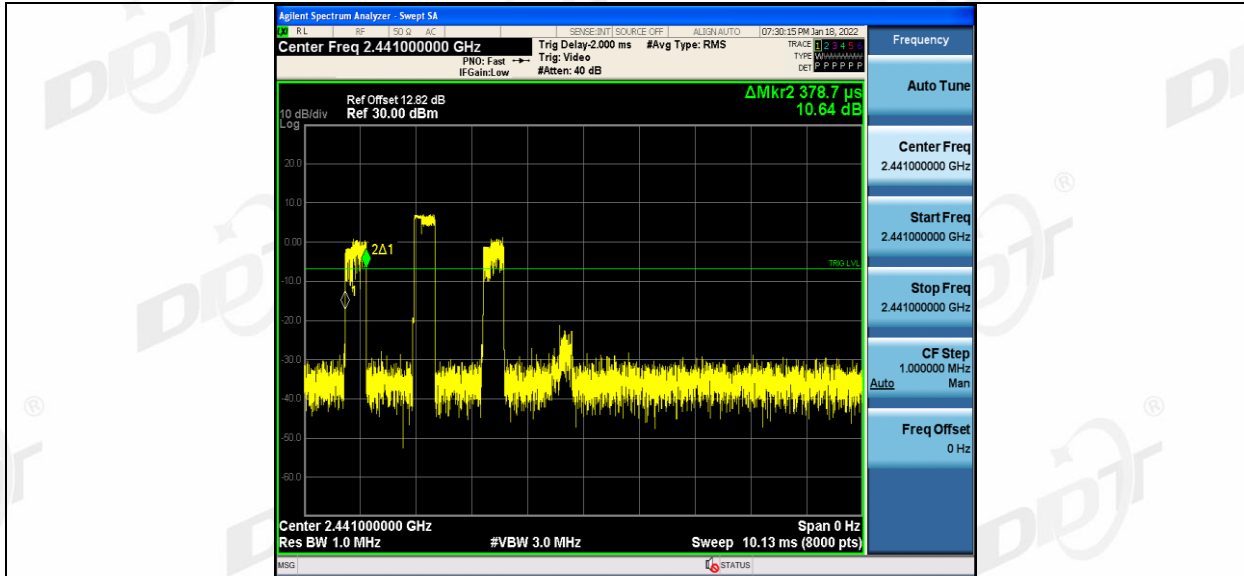 Agilent Spectrum Analyzer - Swept SA
RL RF 50 Ω AC SENSE:INT SOURCE OFF ALIGN AUTO 07:30:15 PM Jan 18, 2022
Center Freq 2.441000000 GHz
PNO: Fast
IFGain:Low
Trig Delay-2.000 ms #Avg Type: RMS
Trig: Video
#Atten: 40 dB
TRACE 1 2 3 4 5 6
TYPE W
DET P P P P P P
ΔMkr2 378.7 µs
10.64 dB
Ref Offset 12.82 dB
10 dB/div Ref 30.00 dBm
Log
20.0
10.0
0.00
-10.0
-20.0
-30.0
-40.0
-50.0
-60.0
2Δ1
TRIG LVL
Center 2.441000000 GHz Span 0 Hz
Res BW 1.0 MHz #VBW 3.0 MHz Sweep 10.13 ms (8000 pts)
MSG STATUS
Frequency
Auto Tune
Center Freq
2.441000000 GHz
Start Freq
2.441000000 GHz
Stop Freq
2.441000000 GHz
CF Step
1.000000 MHz
Auto Man
Freq Offset
0 Hz